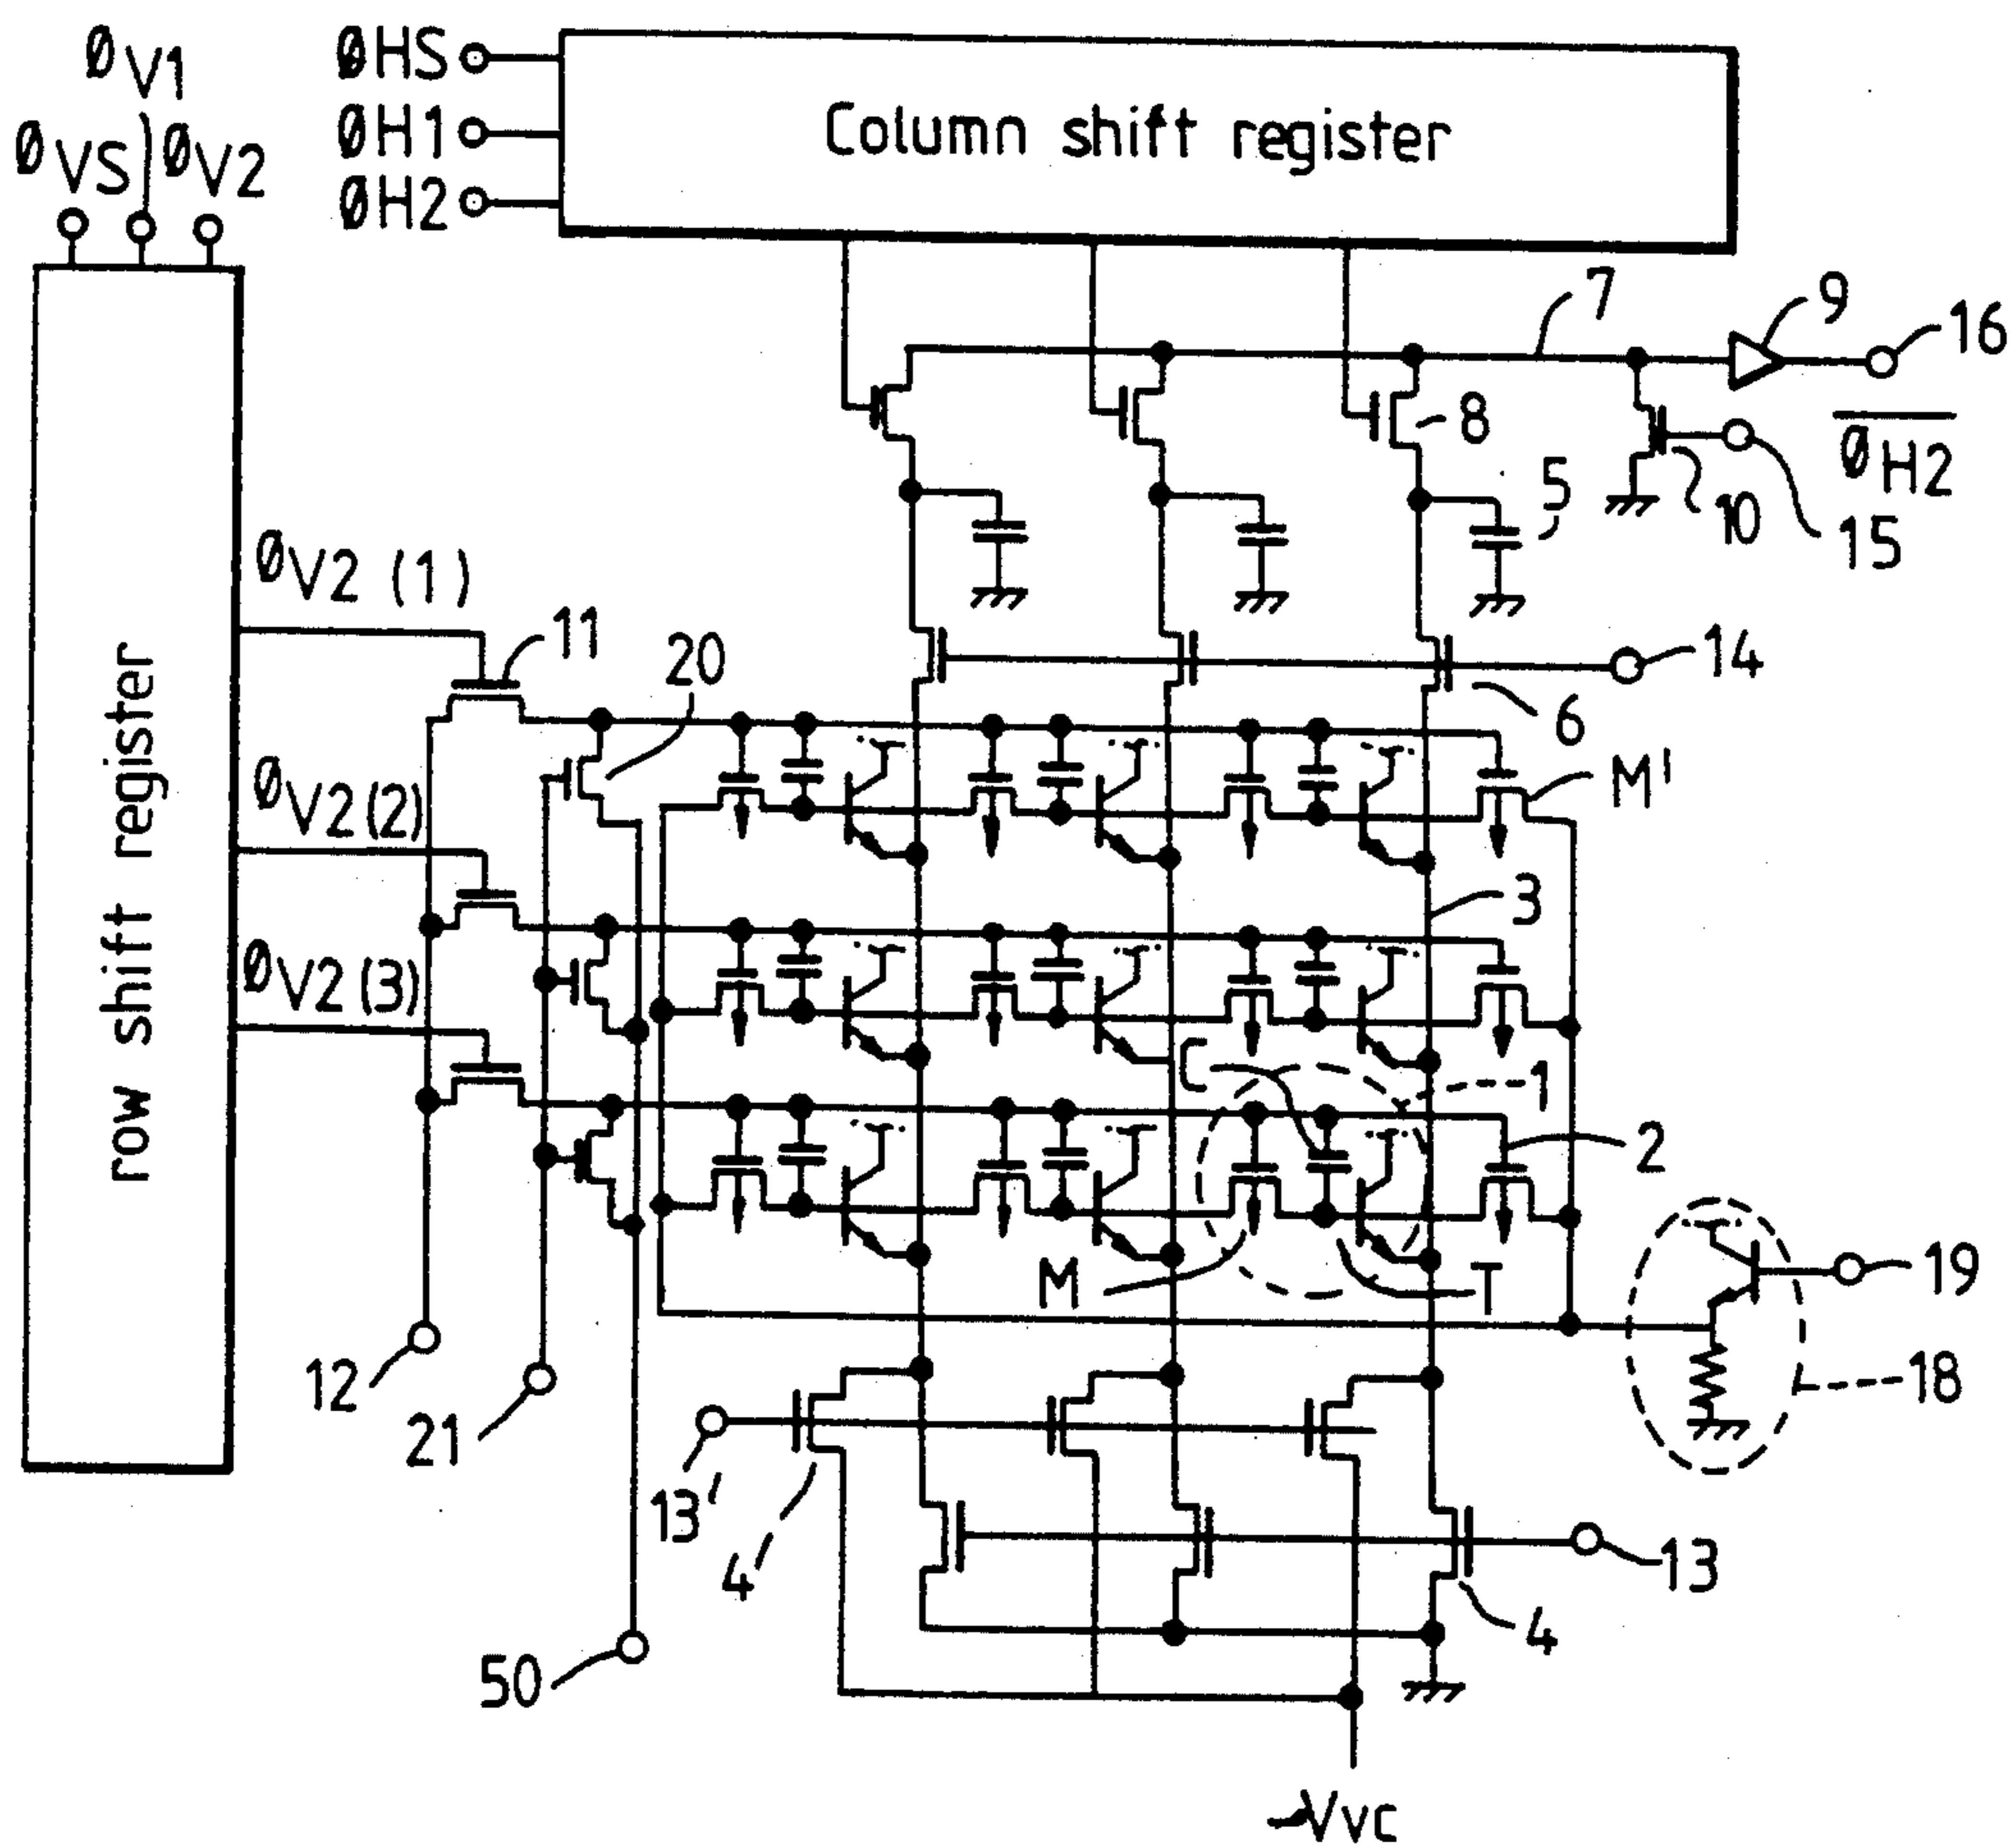 ØV1
ØHS
ØH1
ØH2
Column shift register
ØVS
ØV2
7
9
16
8
ØH2
5
10
15
ØV2 (1)
11
20
14
6
row shift register
ØV2(2)
M'
3
ØV2(3)
C
1
2
M
T
19
12
21
18
13'
4'
13
4
50
-Vvc